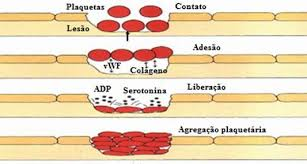 Plaquetas
Contato
Lesão
Adesão
vWF
Colágeno
ADP
Serotonina
Liberação
Agregação plaquetária